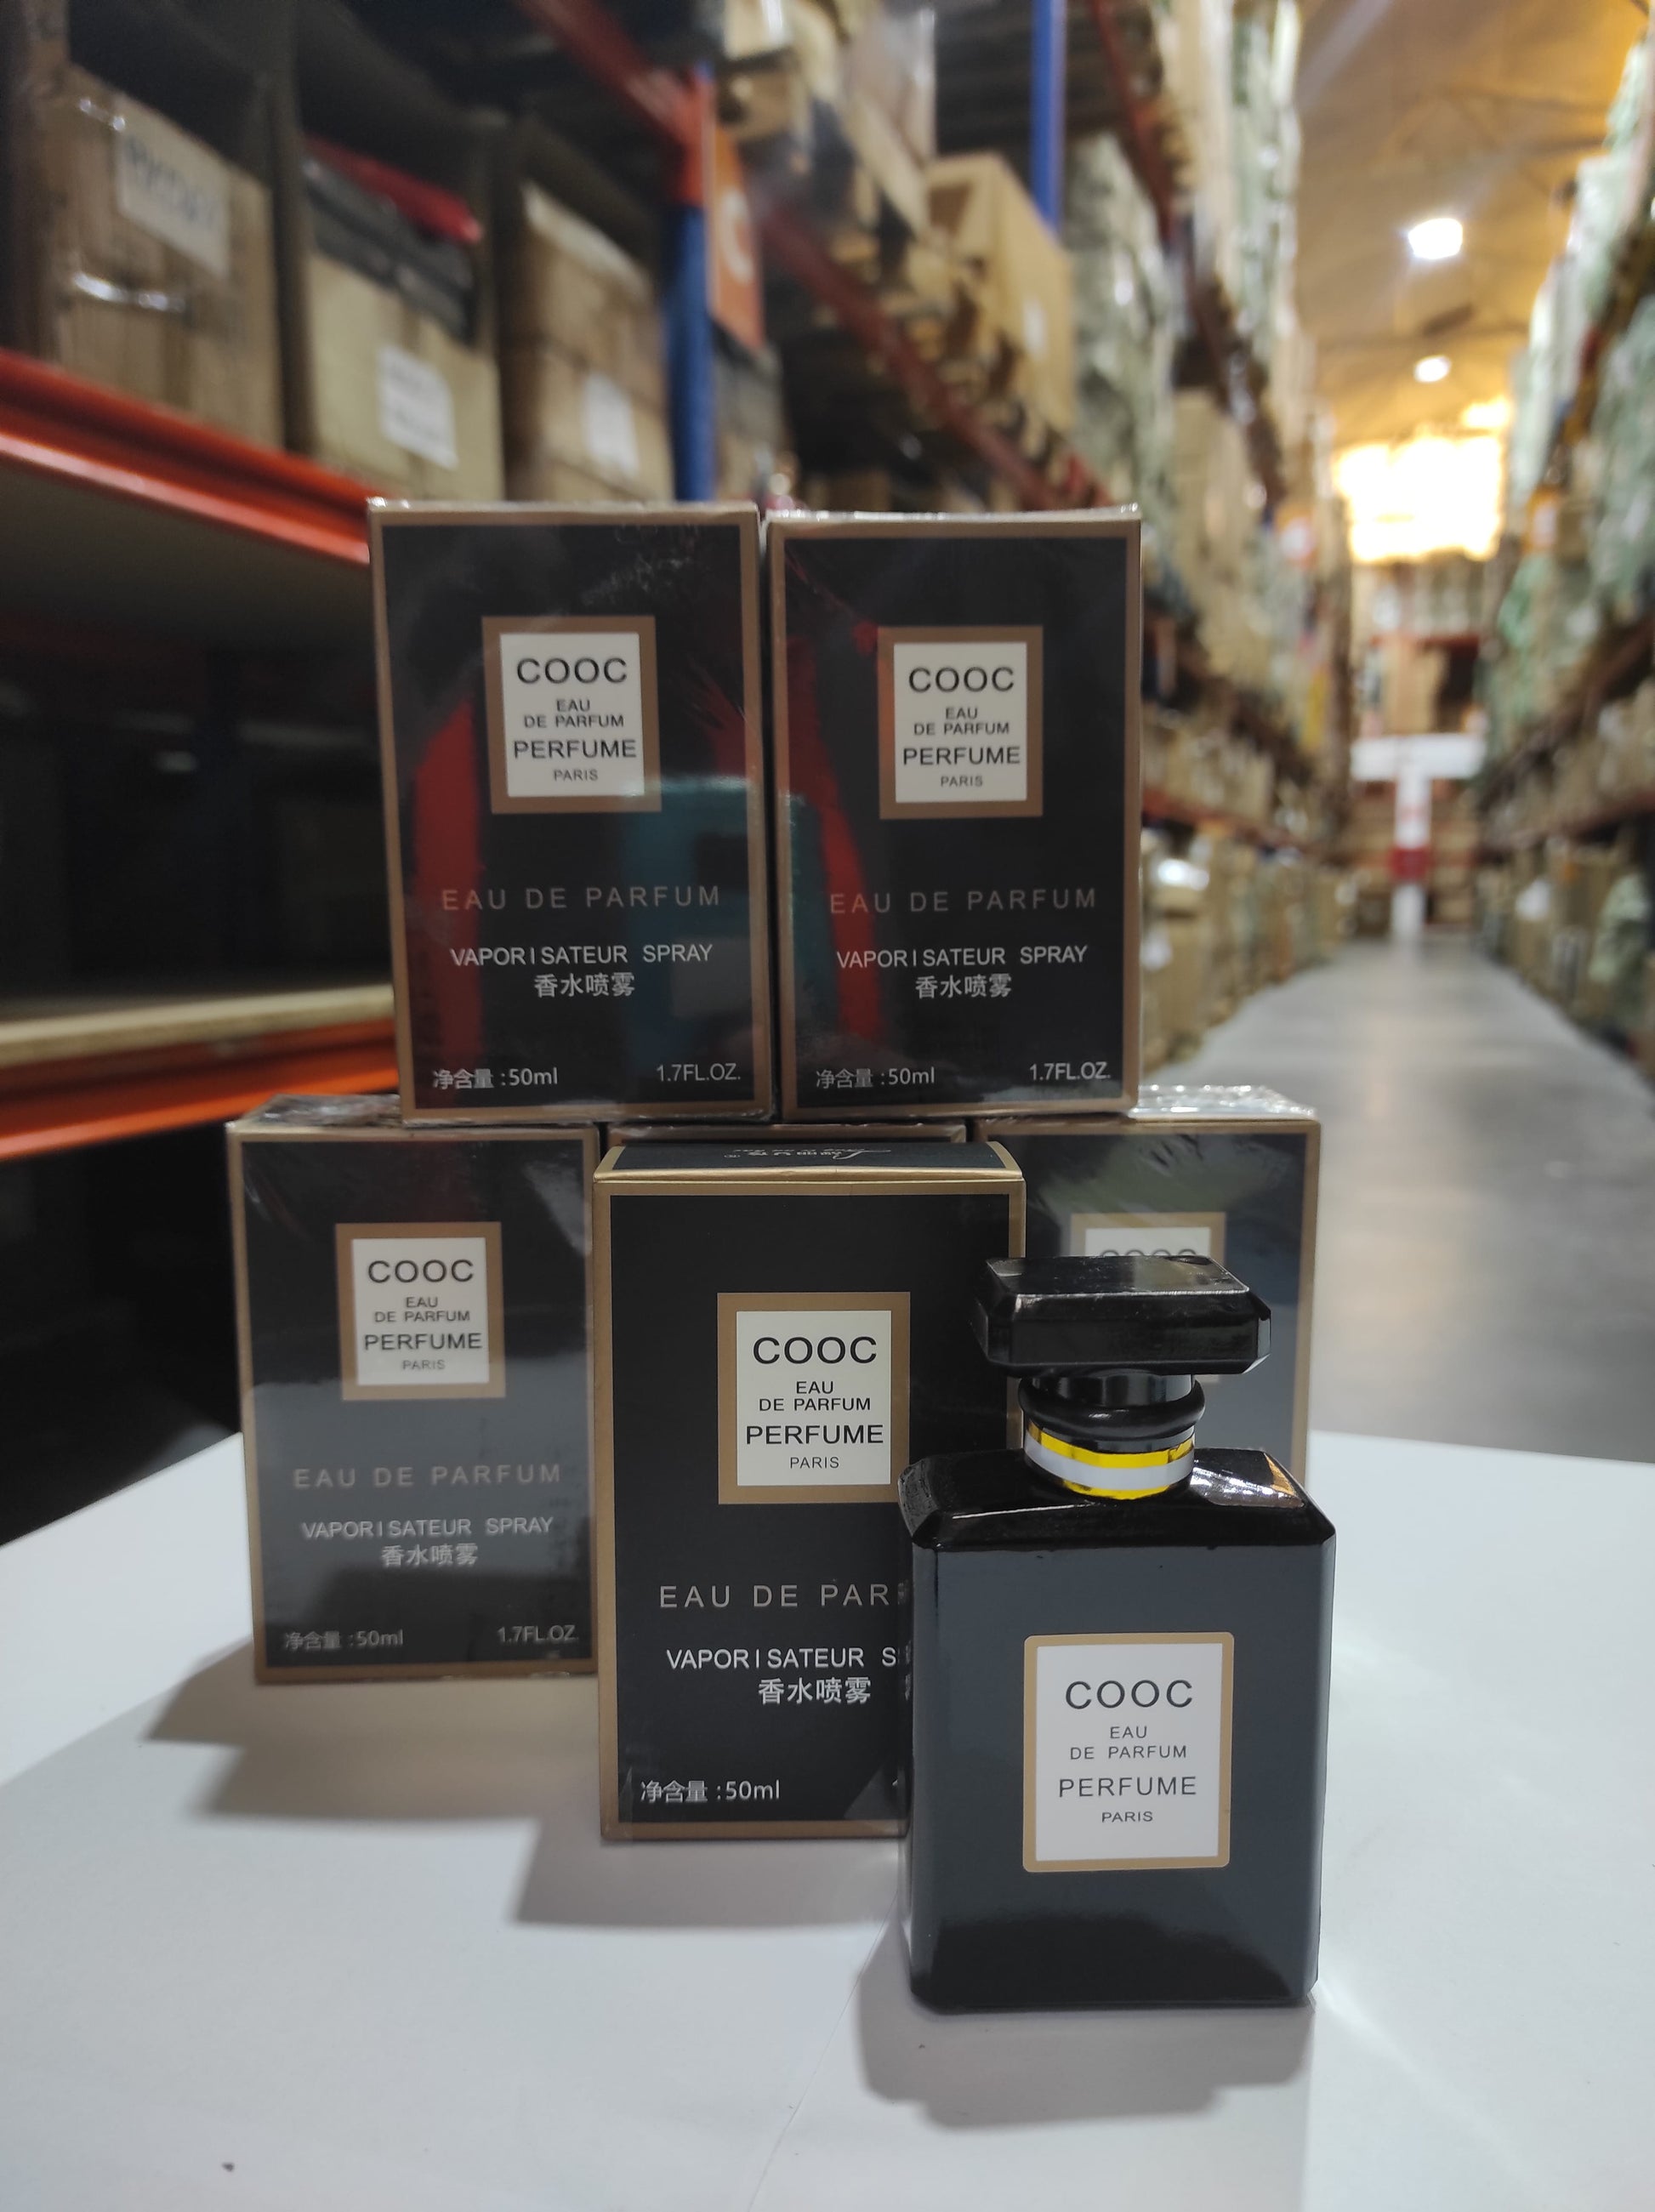 COOC
EAU
DE PARFUM
PERFUME
PARIS
EAU DE PARFUM
VAPORISATEUR SPRAY
香水喷雾
净含量:50ml
1.7FL.OZ.
COOC
EAU
DE PARFUM
PERFUME
PARIS
EAU DE PARFUM
VAPORISATEUR SPRAY
香水喷雾
净含量:50ml
1.7FL.OZ.
COOC
EAU
DE PARFUM
PERFUME
PARIS
EAU DE PARFUM
VAPORISATEUR SPRAY
香水喷雾
净含量:50ml
1.7FL.OZ.
COOC
EAU
DE PARFUM
PERFUME
PARIS
EAU DE PAR
VAPORISATEUR S
香水喷雾
净含量:50ml
COOC
COOC
EAU
DE PARFUM
PERFUME
PARIS